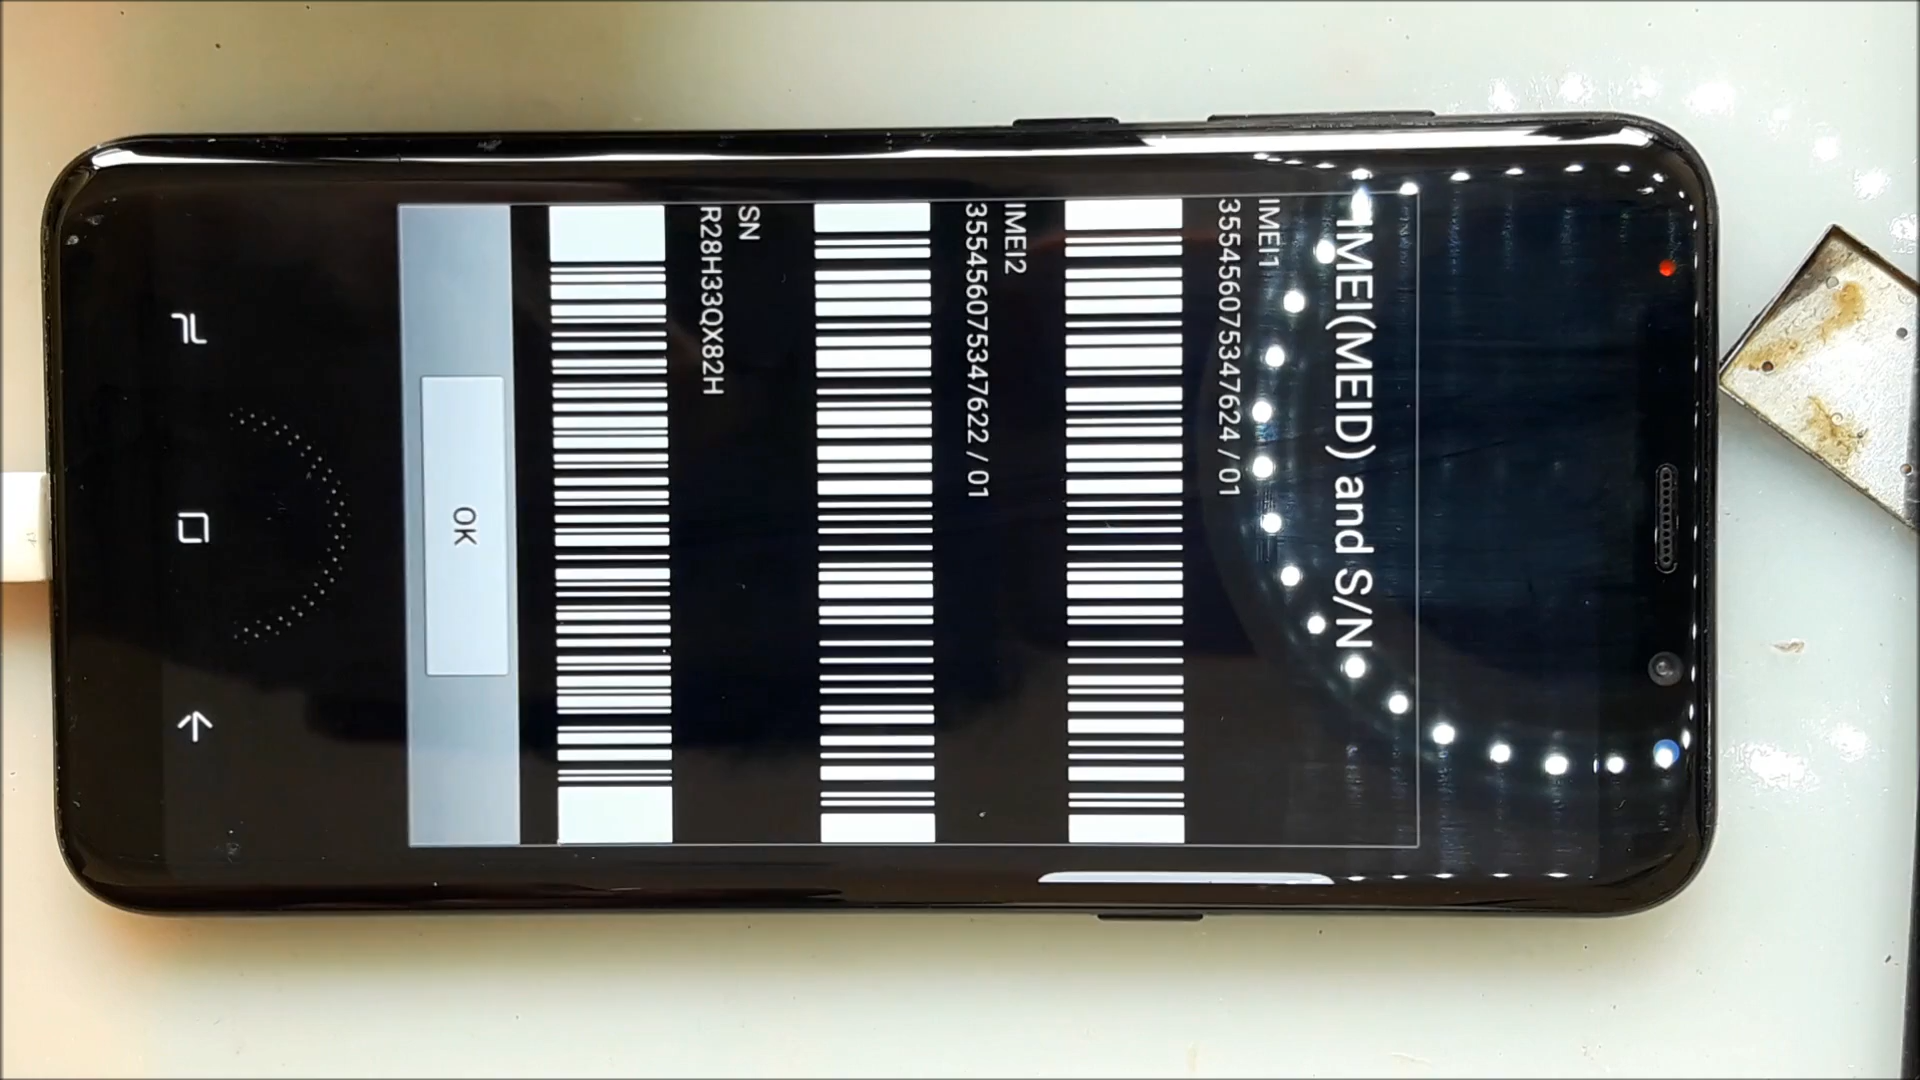 IMEI(MEID) and S/N
IMEI1
355456075347624 / 01
IMEI2
355456075347622 / 01
SN
R28H33QX82H
OK